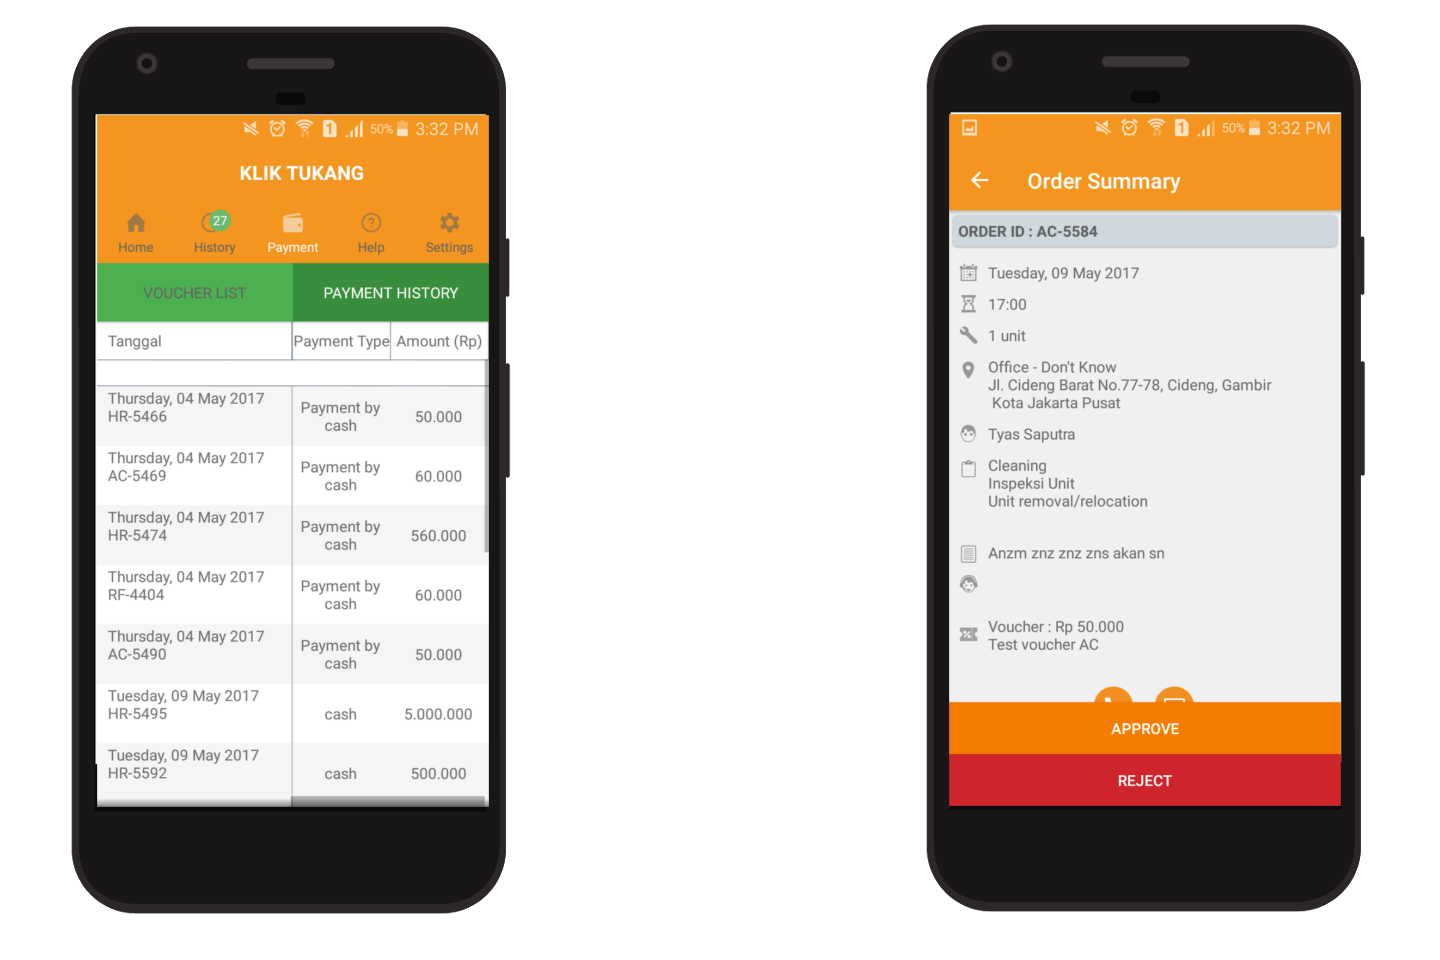 50% 3:32 PM
KLIK TUKANG
27
Home History Payment Help Settings
VOUCHER LIST PAYMENT HISTORY
Tanggal Payment Type Amount (Rp)
Thursday, 04 May 2017
HR-5466
Payment by
cash
50.000
Thursday, 04 May 2017
AC-5469
Payment by
cash
60.000
Thursday, 04 May 2017
HR-5474
Payment by
cash
560.000
Thursday, 04 May 2017
RF-4404
Payment by
cash
60.000
Thursday, 04 May 2017
AC-5490
Payment by
cash
50.000
Tuesday, 09 May 2017
HR-5495
cash
5.000.000
Tuesday, 09 May 2017
HR-5592
cash
500.000
1 50% 3:32 PM
Order Summary
ORDER ID : AC-5584
Tuesday, 09 May 2017
17:00
1 unit
Office - Don't Know
Jl. Cideng Barat No.77-78, Cideng, Gambir
Kota Jakarta Pusat
Tyas Saputra
Cleaning
Inspeksi Unit
Unit removal/relocation
Anzm znz znz zns akan sn
Voucher : Rp 50.000
Test voucher AC
APPROVE
REJECT